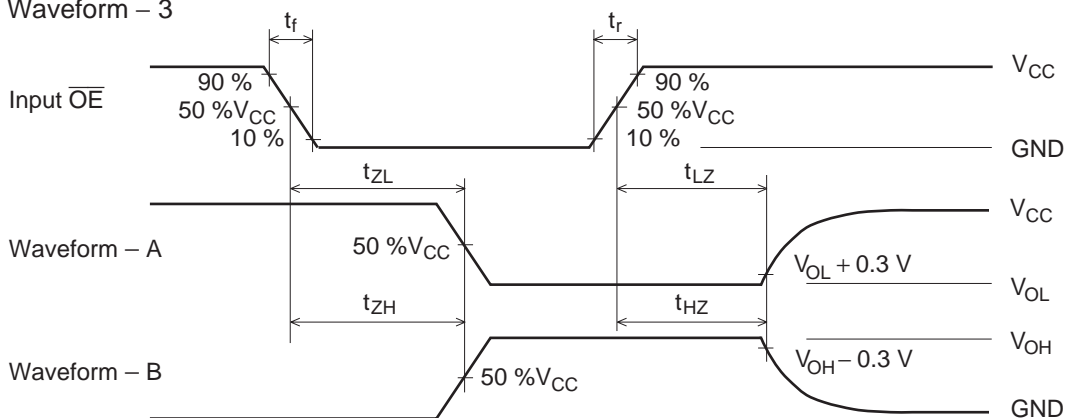 Waveform – 3
tf
tr
Input OE
90 %
50 %VCC
10 %
90 %
50 %VCC
10 %
VCC
GND
tZL
tLZ
Waveform – A
50 %VCC
VOL + 0.3 V
VCC
VOL
tZH
tHZ
Waveform – B
50 %VCC
VOH – 0.3 V
VOH
GND